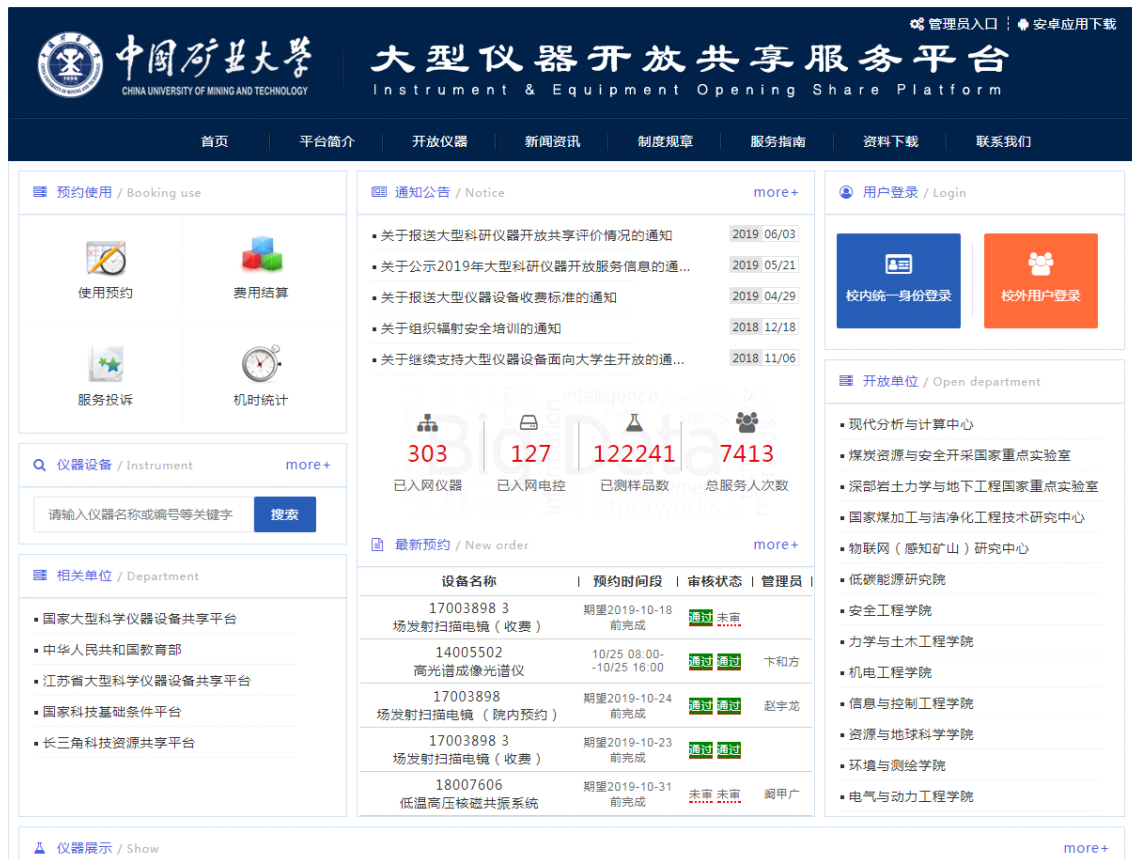 管理员入口 安卓应用下载
中国矿业大学
CHINA UNIVERSITY OF MINING AND TECHNOLOGY
大型仪器开放共享服务平台
Instrument & Equipment Opening Share Platform
首页 平台简介 开放仪器 新闻资讯 制度规章 服务指南 资料下载 联系我们
预约使用 / Booking use
使用预约 费用结算
服务投诉 机时统计
仪器设备 / Instrument more+
请输入仪器名称或编号等关键字 搜索
相关单位 / Department
国家大型科学仪器设备共享平台
中华人民共和国教育部
江苏省大型科学仪器设备共享平台
国家科技基础条件平台
长三角科技资源共享平台
通知公告 / Notice more+
关于报送大型科研仪器开放共享评价情况的通知 2019 06/03
关于公示2019年大型科研仪器开放服务信息的通... 2019 05/21
关于报送大型仪器设备收费标准的通知 2019 04/29
关于组织辐射安全培训的通知 2018 12/18
关于继续支持大型仪器设备面向大学生开放的通... 2018 11/06
intelligence
Big Data
networks
303 127 122241 7413
已入网仪器 已入网电控 已测样品数 总服务人次数
最新预约 / New order more+
设备名称 预约时间段 审核状态 管理员
17003898 3
场发射扫描电镜（收费） 期望2019-10-18
前完成 通过 未审
14005502
高光谱成像光谱仪 10/25 08:00-
-10/25 16:00 通过 通过 卞和方
17003898
场发射扫描电镜 （院内预约） 期望2019-10-24
前完成 通过 通过 赵宇龙
17003898 3
场发射扫描电镜（收费） 期望2019-10-23
前完成 通过 通过
18007606
低温高压核磁共振系统 期望2019-10-31
前完成 未审 未审 阚甲广
用户登录 / Login
校内统一身份登录 校外用户登录
开放单位 / Open department
现代分析与计算中心
煤炭资源与安全开采国家重点实验室
深部岩土力学与地下工程国家重点实验室
国家煤加工与洁净化工程技术研究中心
物联网（感知矿山）研究中心
低碳能源研究院
安全工程学院
力学与土木工程学院
机电工程学院
信息与控制工程学院
资源与地球科学学院
环境与测绘学院
电气与动力工程学院
仪器展示 / Show more+